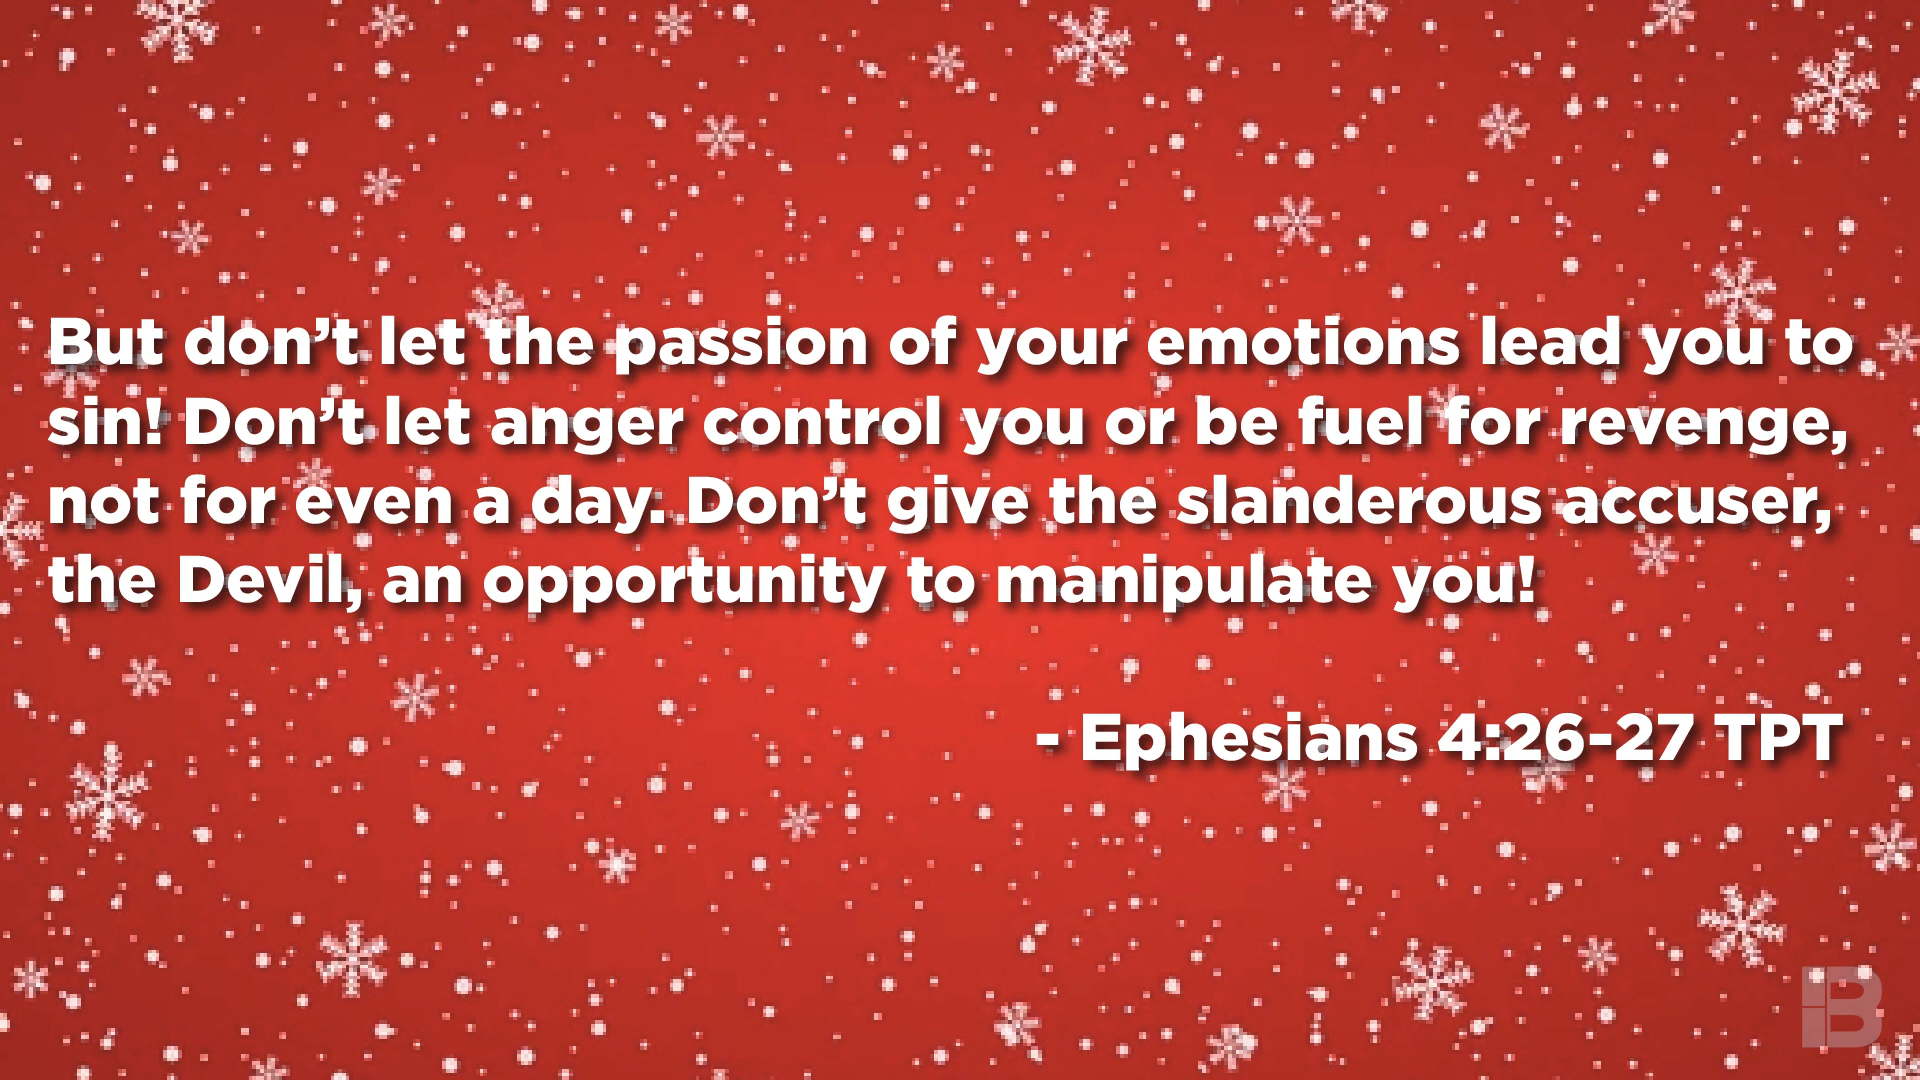 But don’t let the passion of your emotions lead you to
sin! Don’t let anger control you or be fuel for revenge,
not for even a day. Don’t give the slanderous accuser,
the Devil, an opportunity to manipulate you!
- Ephesians 4:26-27 TPT
B